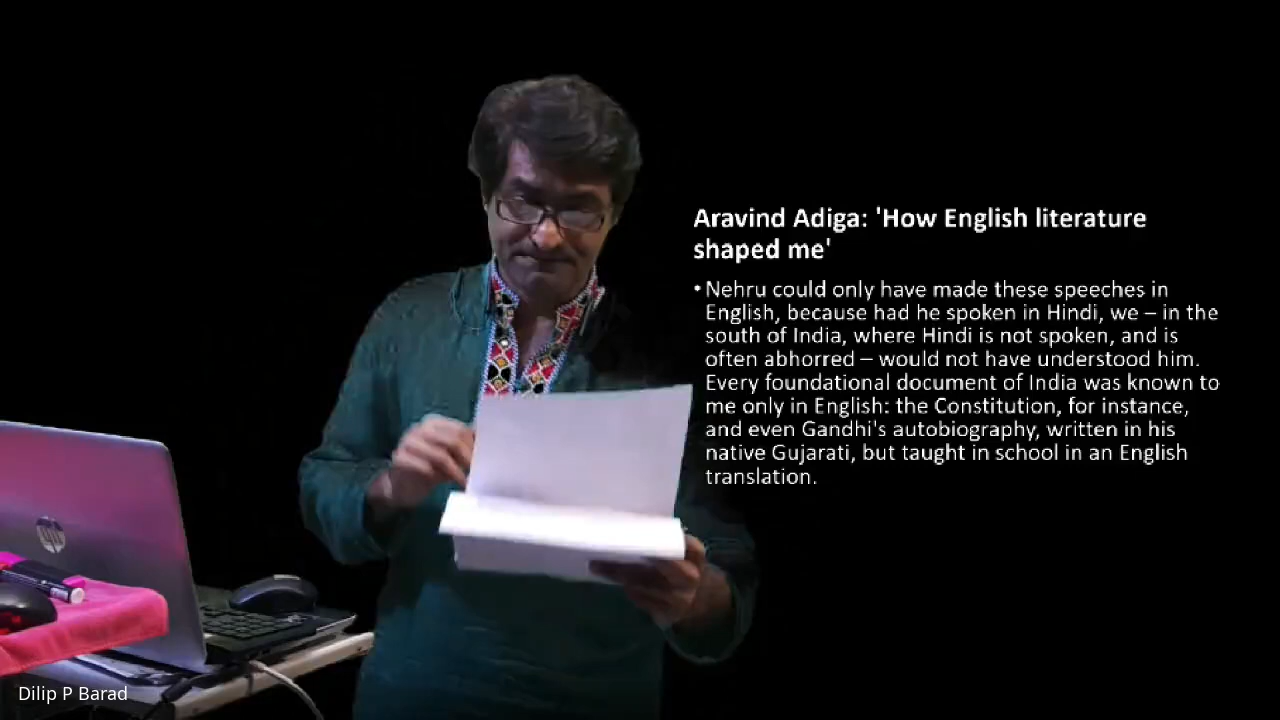 Aravind Adiga: 'How English literature
shaped me'
•Nehru could only have made these speeches in
English, because had he spoken in Hindi, we – in the
south of India, where Hindi is not spoken, and is
often abhorred – would not have understood him.
Every foundational document of India was known to
me only in English: the Constitution, for instance,
and even Gandhi's autobiography, written in his
native Gujarati, but taught in school in an English
translation.
hp
Dilip P Barad